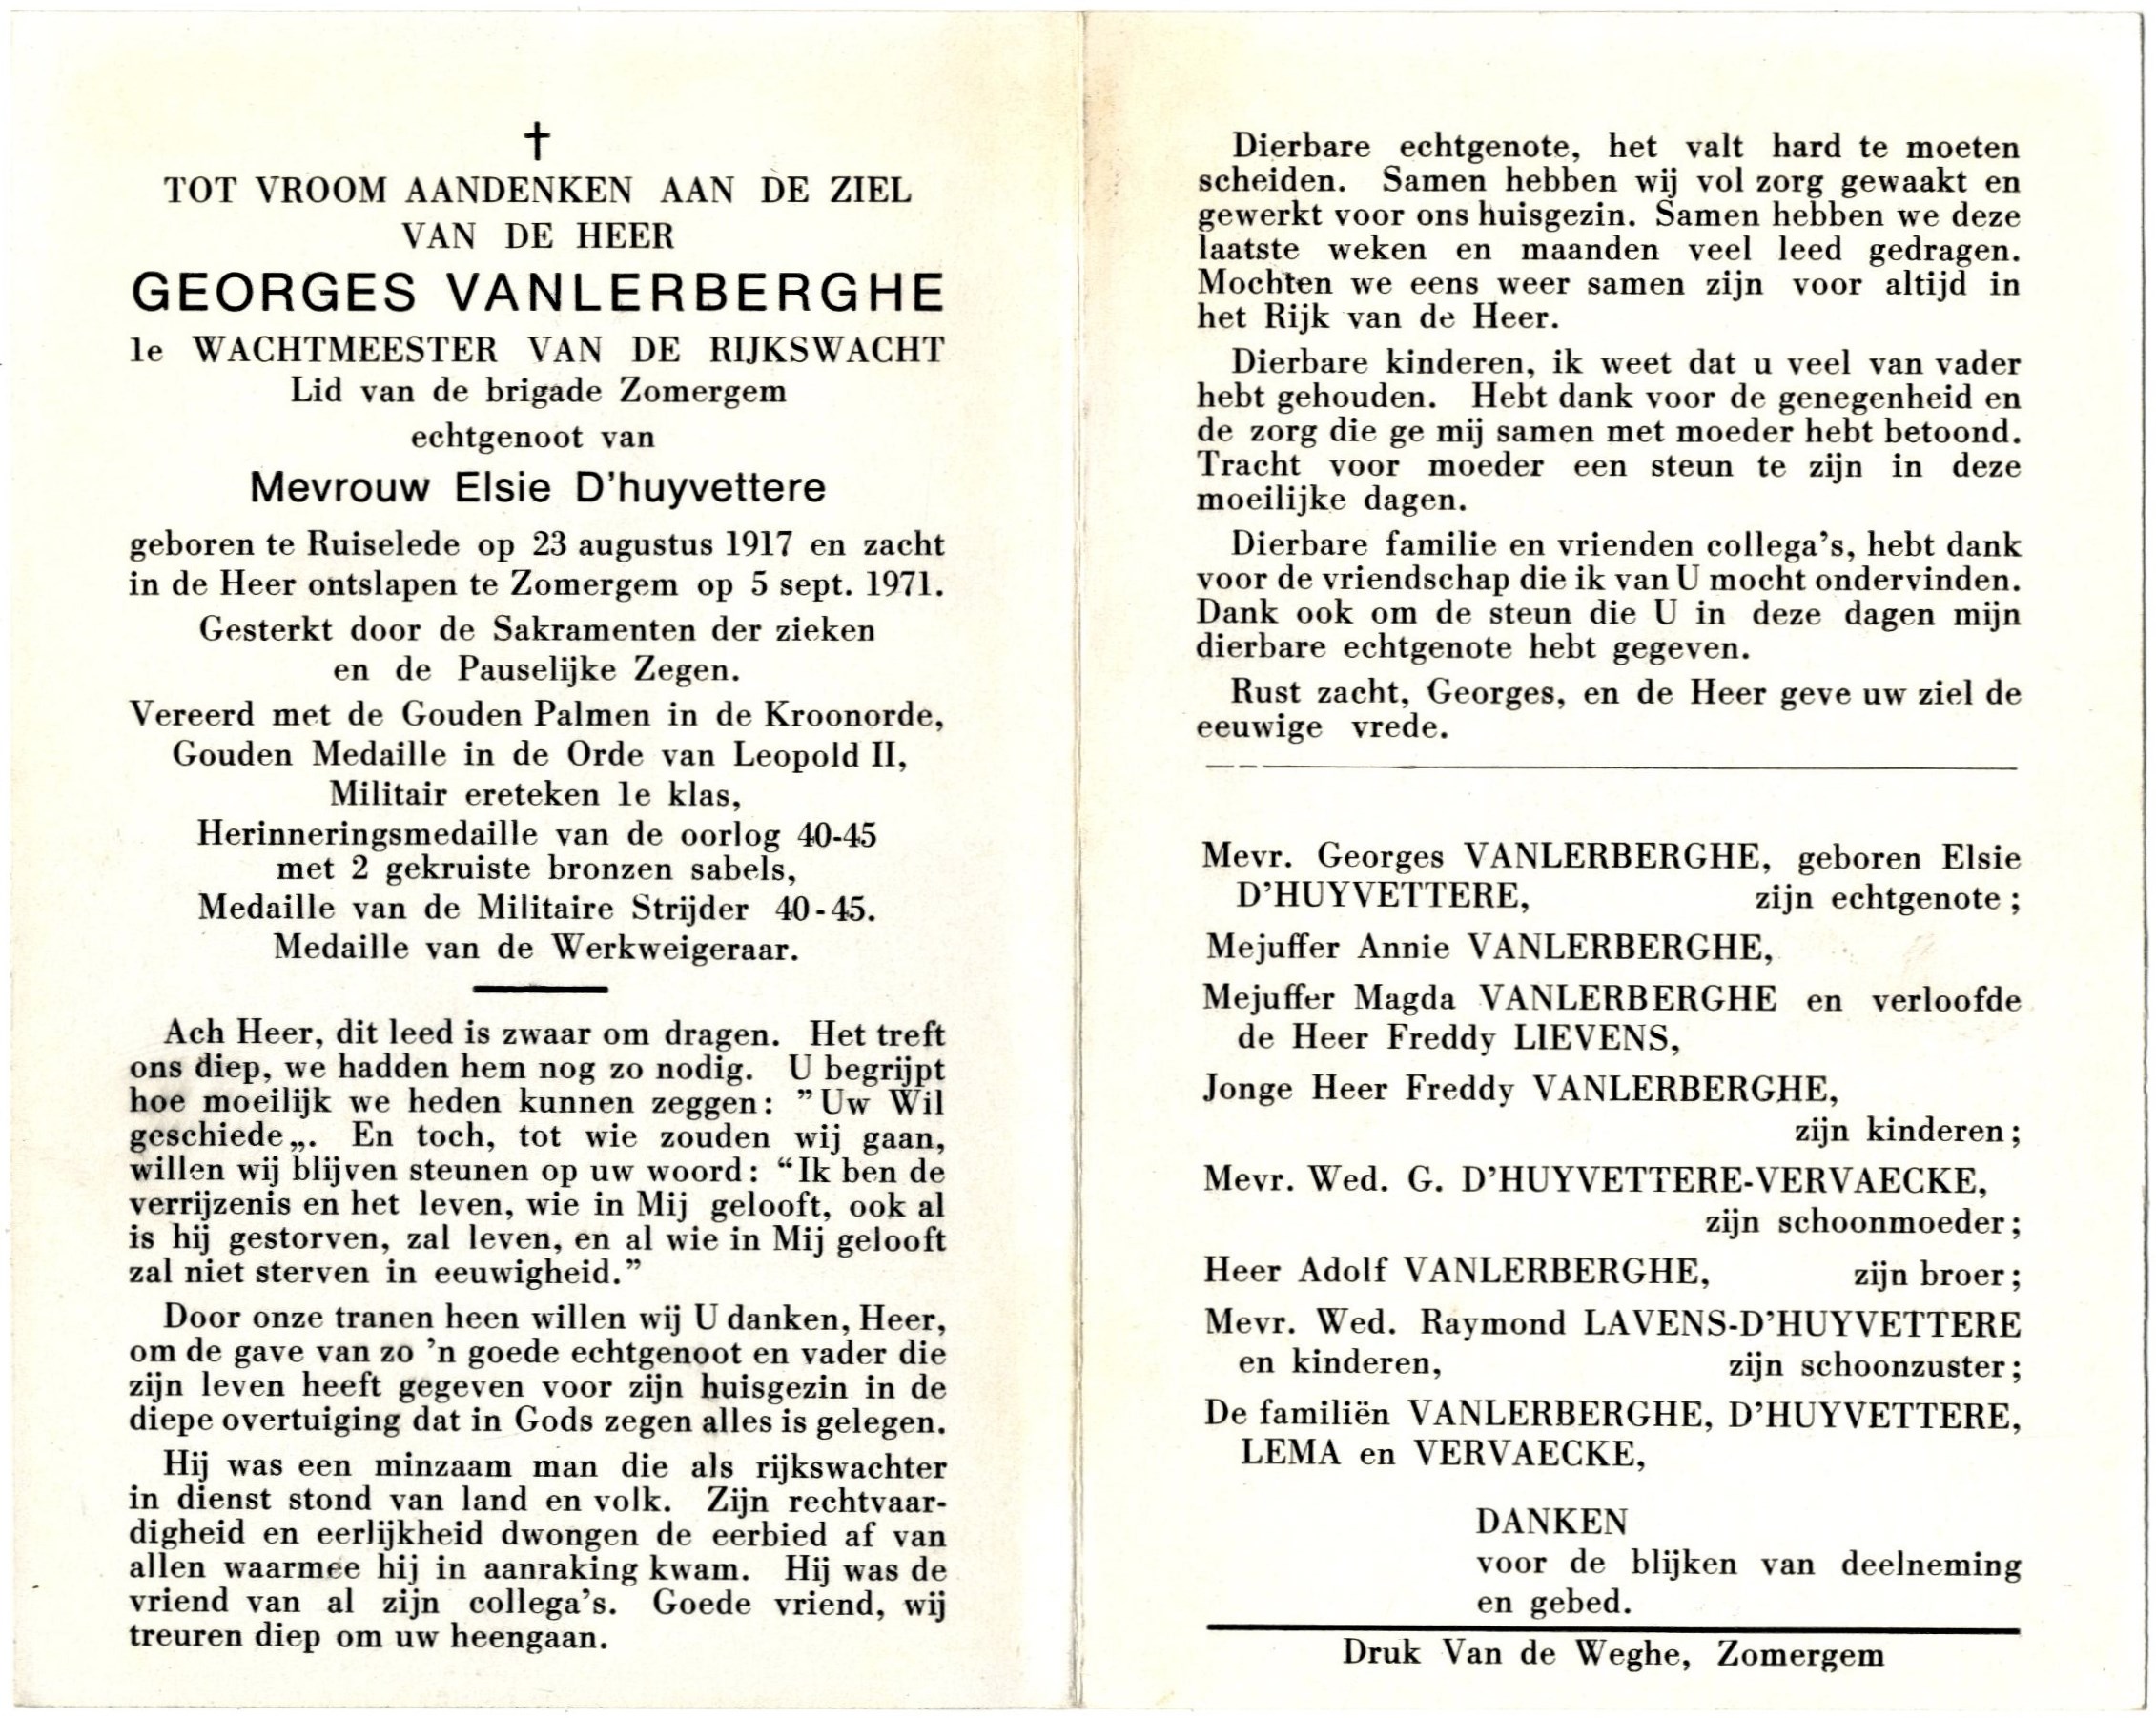 ✝
TOT VROOM AANDENKEN AAN DE ZIEL
VAN DE HEER
GEORGES VANLERBERGHE
1e WACHTMEESTER VAN DE RIJKSWACHT
Lid van de brigade Zomergem
echtgenoot van
Mevrouw Elsie D'huyvettere
geboren te Ruiselede op 23 augustus 1917 en zacht
in de Heer ontslapen te Zomergem op 5 sept. 1971.
Gesterkt door de Sakramenten der zieken
en de Pauselijke Zegen.
Vereerd met de Gouden Palmen in de Kroonorde,
Gouden Medaille in de Orde van Leopold II,
Militair ereteken 1e klas,
Herinneringsmedaille van de oorlog 40-45
met 2 gekruiste bronzen sabels,
Medaille van de Militaire Strijder 40-45.
Medaille van de Werkweigeraar.
Ach Heer, dit leed is zwaar om dragen. Het treft
ons diep, we hadden hem nog zo nodig. U begrijpt
hoe moeilijk we heden kunnen zeggen: ”Uw Wil
geschiede„. En toch, tot wie zouden wij gaan,
willen wij blijven steunen op uw woord: “Ik ben de
verrijzenis en het leven, wie in Mij gelooft, ook al
is hij gestorven, zal leven, en al wie in Mij gelooft
zal niet sterven in eeuwigheid.”
Door onze tranen heen willen wij U danken, Heer,
om de gave van zo 'n goede echtgenoot en vader die
zijn leven heeft gegeven voor zijn huisgezin in de
diepe overtuiging dat in Gods zegen alles is gelegen.
Hij was een minzaam man die als rijkswachter
in dienst stond van land en volk. Zijn rechtvaar-
digheid en eerlijkheid dwongen de eerbied af van
allen waarmee hij in aanraking kwam. Hij was de
vriend van al zijn collega's. Goede vriend, wij
treuren diep om uw heengaan.
Dierbare echtgenote, het valt hard te moeten
scheiden. Samen hebben wij vol zorg gewaakt en
gewerkt voor ons huisgezin. Samen hebben we deze
laatste weken en maanden veel leed gedragen.
Mochten we eens weer samen zijn voor altijd in
het Rijk van de Heer.
Dierbare kinderen, ik weet dat u veel van vader
hebt gehouden. Hebt dank voor de genegenheid en
de zorg die ge mij samen met moeder hebt betoond.
Tracht voor moeder een steun te zijn in deze
moeilijke dagen.
Dierbare familie en vrienden collega's, hebt dank
voor de vriendschap die ik van U mocht ondervinden.
Dank ook om de steun die U in deze dagen mijn
dierbare echtgenote hebt gegeven.
Rust zacht, Georges, en de Heer geve uw ziel de
eeuwige vrede.
Mevr. Georges VANLERBERGHE, geboren Elsie
D'HUYVETTERE, zijn echtgenote;
Mejuffer Annie VANLERBERGHE,
Mejuffer Magda VANLERBERGHE en verloofde
de Heer Freddy LIEVENS,
Jonge Heer Freddy VANLERBERGHE,
zijn kinderen;
Mevr. Wed. G. D'HUYVETTERE-VERVAECKE,
zijn schoonmoeder;
Heer Adolf VANLERBERGHE, zijn broer;
Mevr. Wed. Raymond LAVENS-D'HUYVETTERE
en kinderen, zijn schoonzuster;
De familiën VANLERBERGHE, D'HUYVETTERE,
LEMA en VERVAECKE,
DANKEN
voor de blijken van deelneming
en gebed.
Druk Van de Weghe, Zomergem